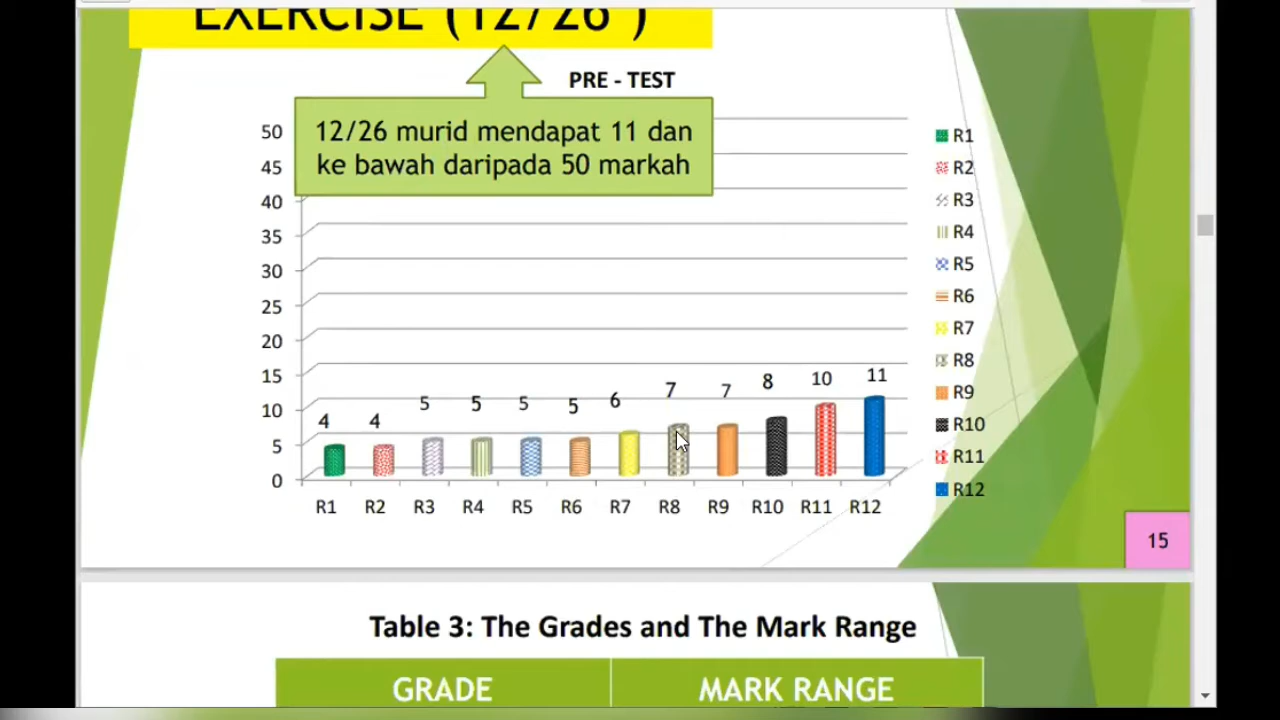 EXERCISE (12/26 )
PRE - TEST
12/26 murid mendapat 11 dan
ke bawah daripada 50 markah
50
45
40
35
30
25
20
15
10
5
0
4 4 5 5 5 5 6 7 7 8 10 11
R1 R2 R3 R4 R5 R6 R7 R8 R9 R10 R11 R12
R1
R2
R3
R4
R5
R6
R7
R8
R9
R10
R11
R12
15
Table 3: The Grades and The Mark Range
GRADE MARK RANGE